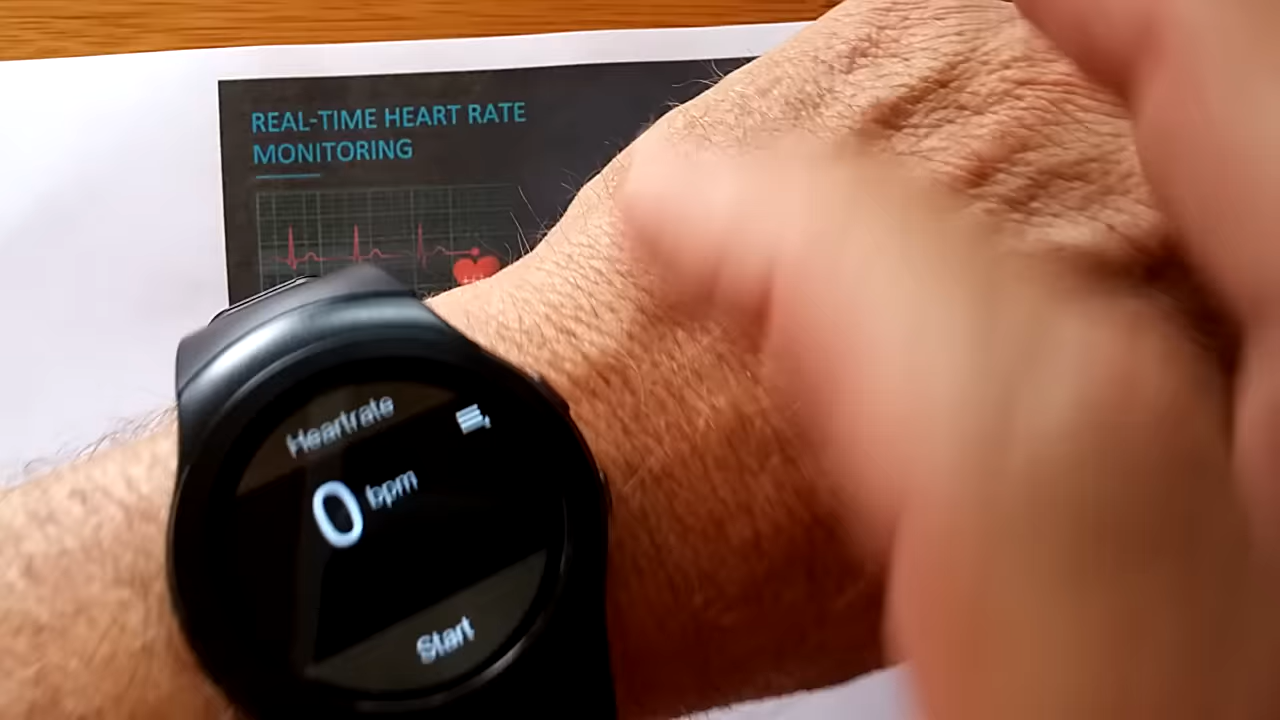 REAL-TIME HEART RATE
MONITORING
Heartrate
0 bpm
Start